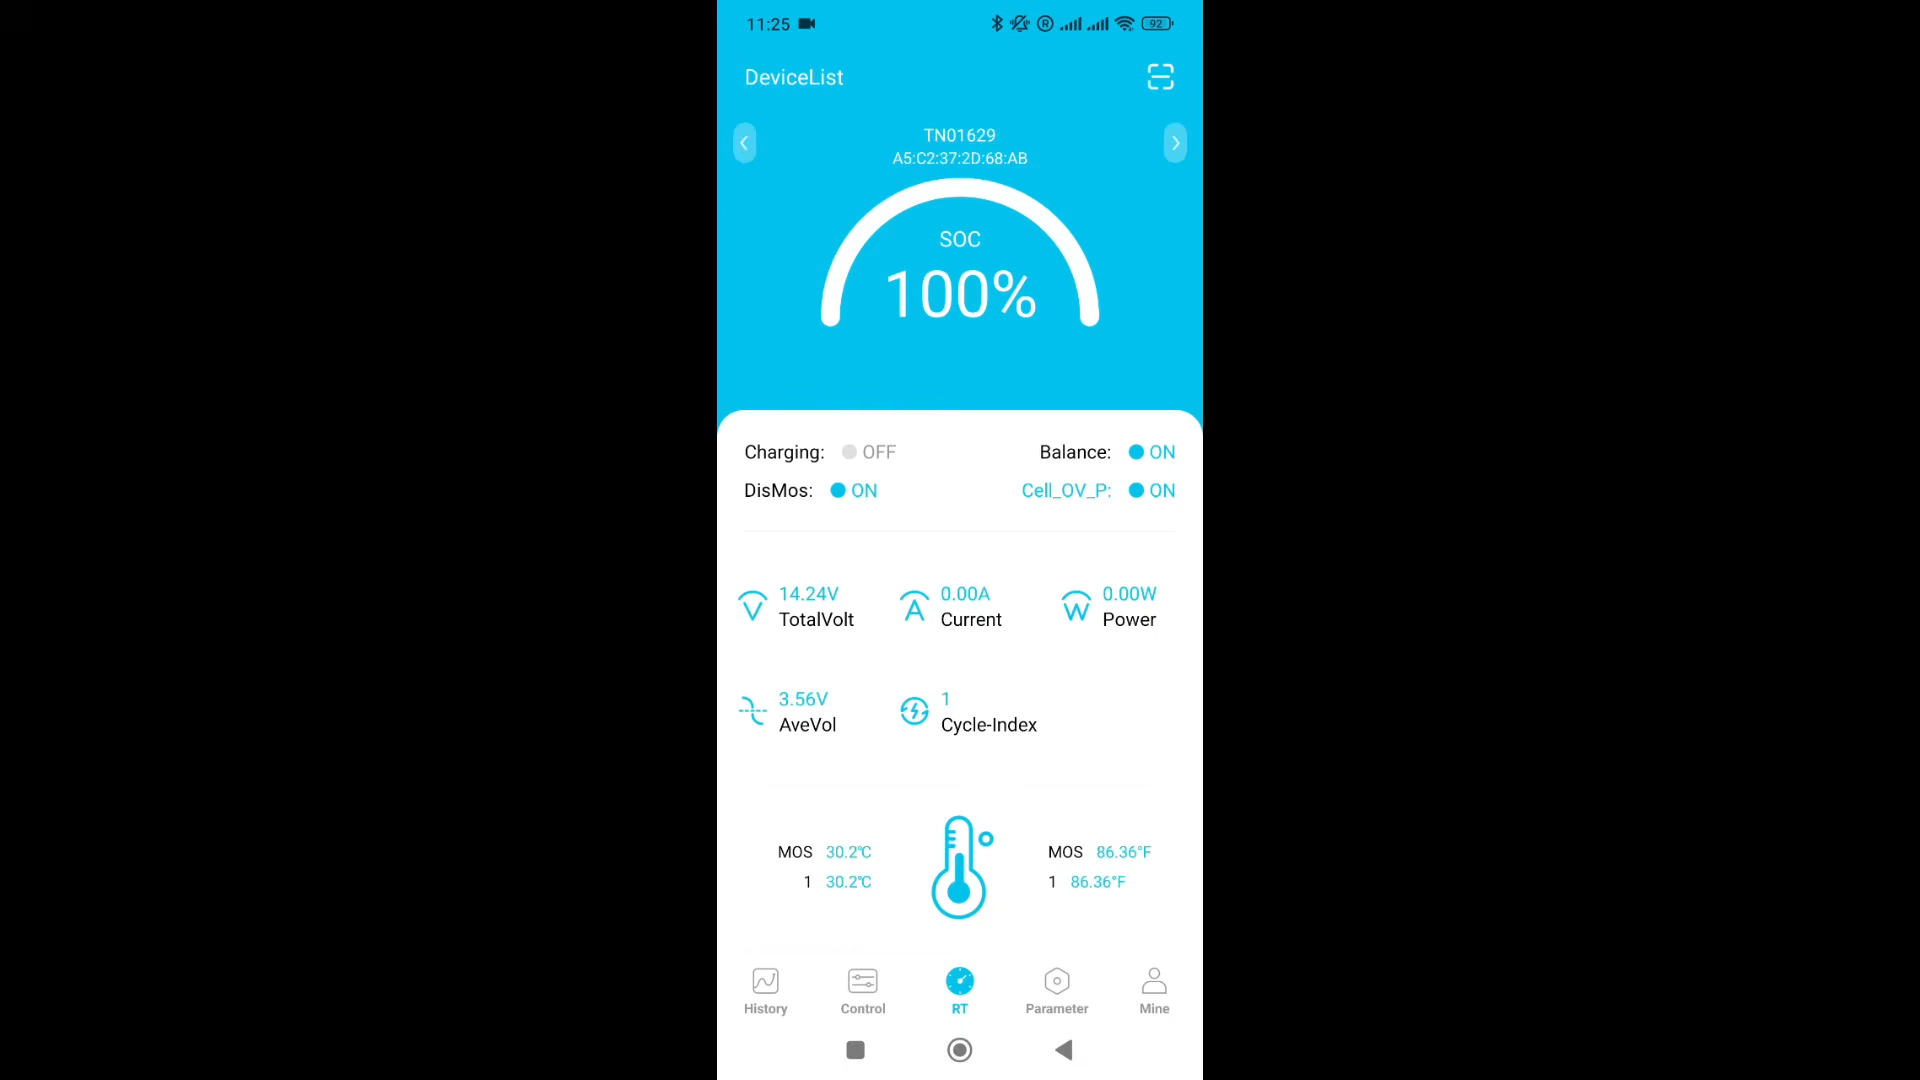 11:25 R 92
DeviceList
TN01629
A5:C2:37:2D:68:AB
SOC
100%
Charging: OFF Balance: ON
DisMos: ON Cell_OV_P: ON
V 14.24V A 0.00A W 0.00W
TotalVolt Current Power
3.56V 1
AveVol Cycle-Index
MOS 30.2℃ MOS 86.36°F
1 30.2℃ 1 86.36°F
History Control RT Parameter Mine